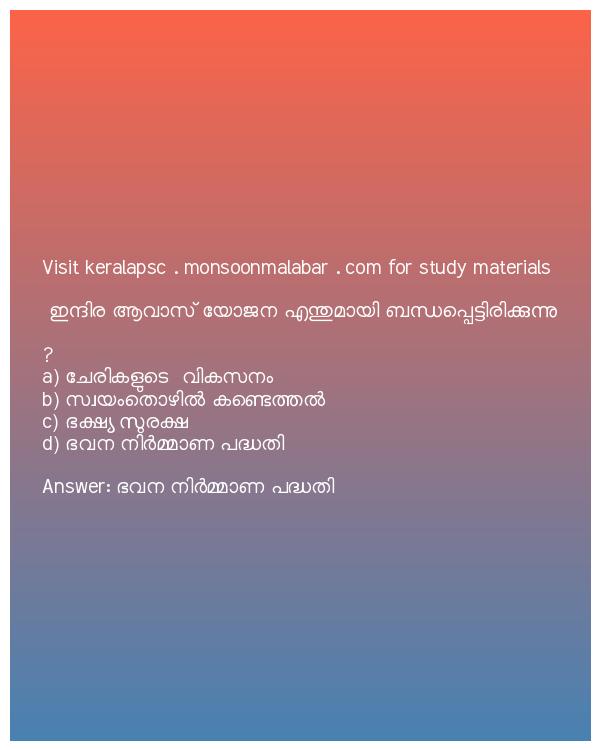 Visit keralapsc . monsoonmalabar . com for study materials
ഇന്ദിര ആവാസ് യോജന എന്തുമായി ബന്ധപ്പെട്ടിരിക്കുന്നു
?
a) ചേരികളുടെ വികസനം
b) സ്വയംതൊഴിൽ കണ്ടെത്തൽ
c) ഭക്ഷ്യ സുരക്ഷ
d) ഭവന നിർമ്മാണ പദ്ധതി
Answer: ഭവന നിർമ്മാണ പദ്ധതി